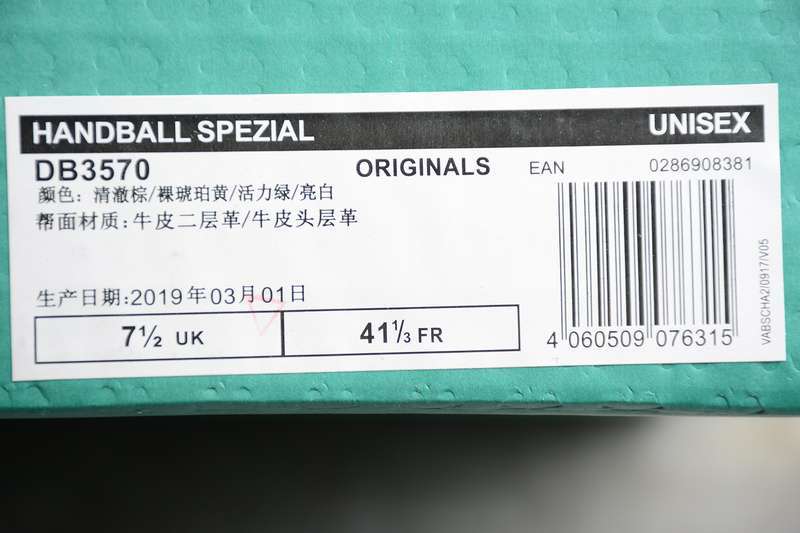 HANDBALL SPEZIAL UNISEX
DB3570 ORIGINALS EAN 0286908381
颜色：清澈棕/裸琥珀黄/活力绿/亮白
帮面材质：牛皮二层革/牛皮头层革
生产日期:2019年03月01日
7½ UK 41⅓ FR
4 060509 076315
VABSCHA2/0917/V05